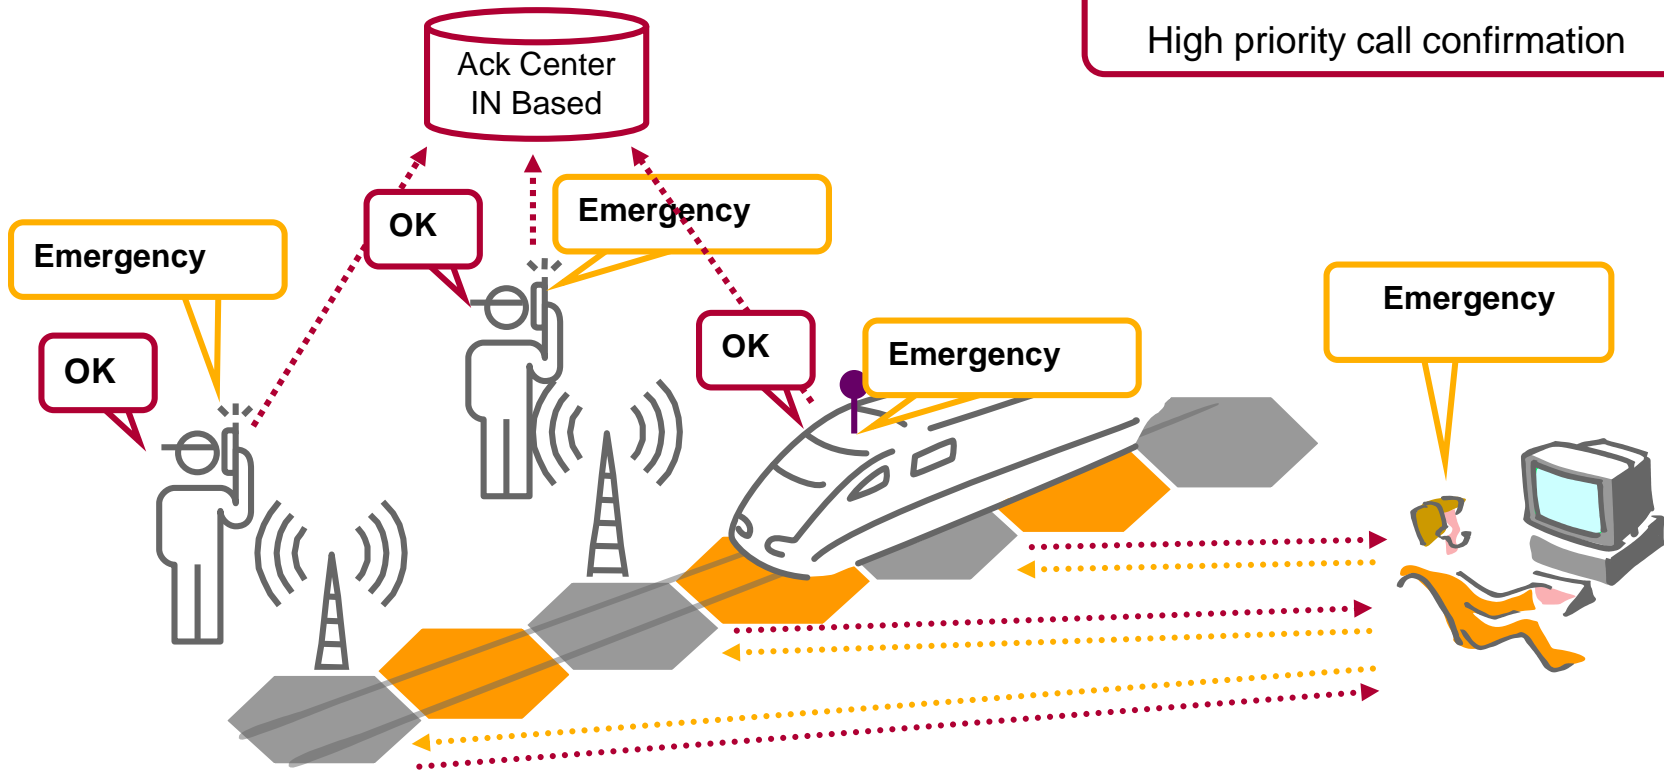 High priority call confirmation
Ack Center
IN Based
OK
Emergency
Emergency
OK
OK
Emergency
Emergency